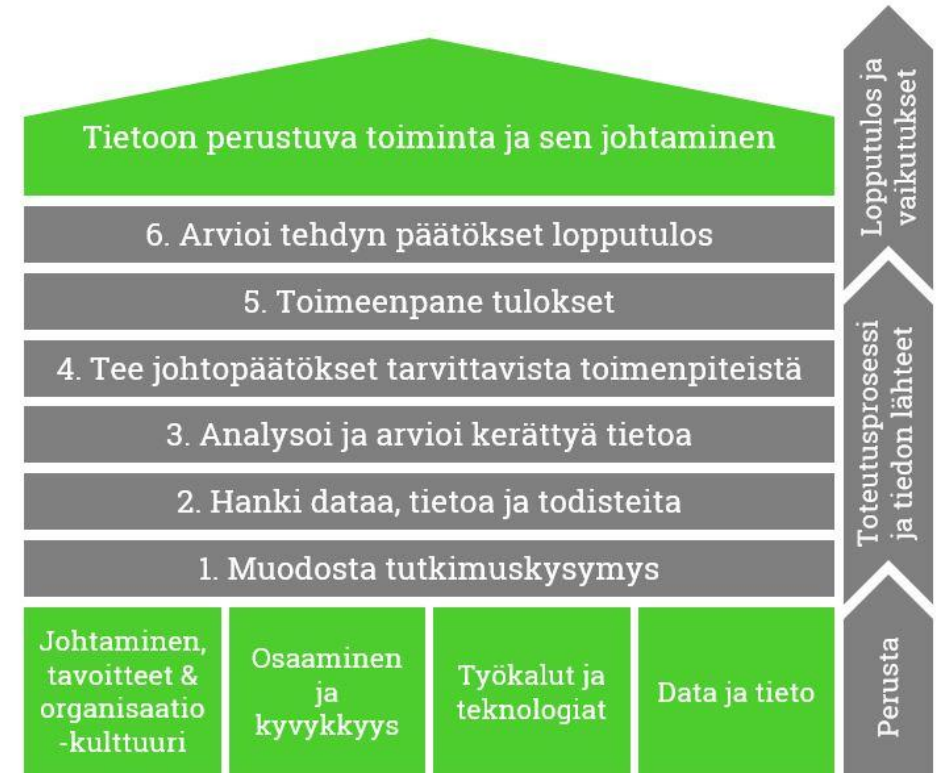 Tietoon perustuva toiminta ja sen johtaminen
6. Arvioi tehdyn päätökset lopputulos
5. Toimeenpane tulokset
4. Tee johtopäätökset tarvittavista toimenpiteistä
3. Analysoi ja arvioi kerättyä tietoa
2. Hanki dataa, tietoa ja todisteita
1. Muodosta tutkimuskysymys
Johtaminen,
tavoitteet &
organisaatio
-kulttuuri
Osaaminen
ja
kyvykkyys
Työkalut ja
teknologiat
Data ja tieto
Lopputulos ja
vaikutukset
Toteutusprosessi
ja tiedon lähteet
Perusta